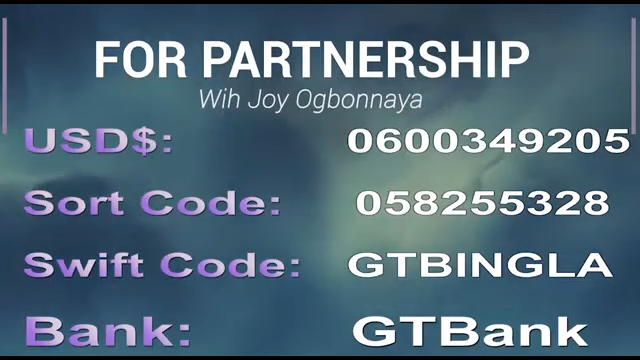 FOR PARTNERSHIP
Wih Joy Ogbonnaya
USD$: 0600349205
Sort Code: 058255328
Swift Code: GTBINGLA
Bank: GTBank